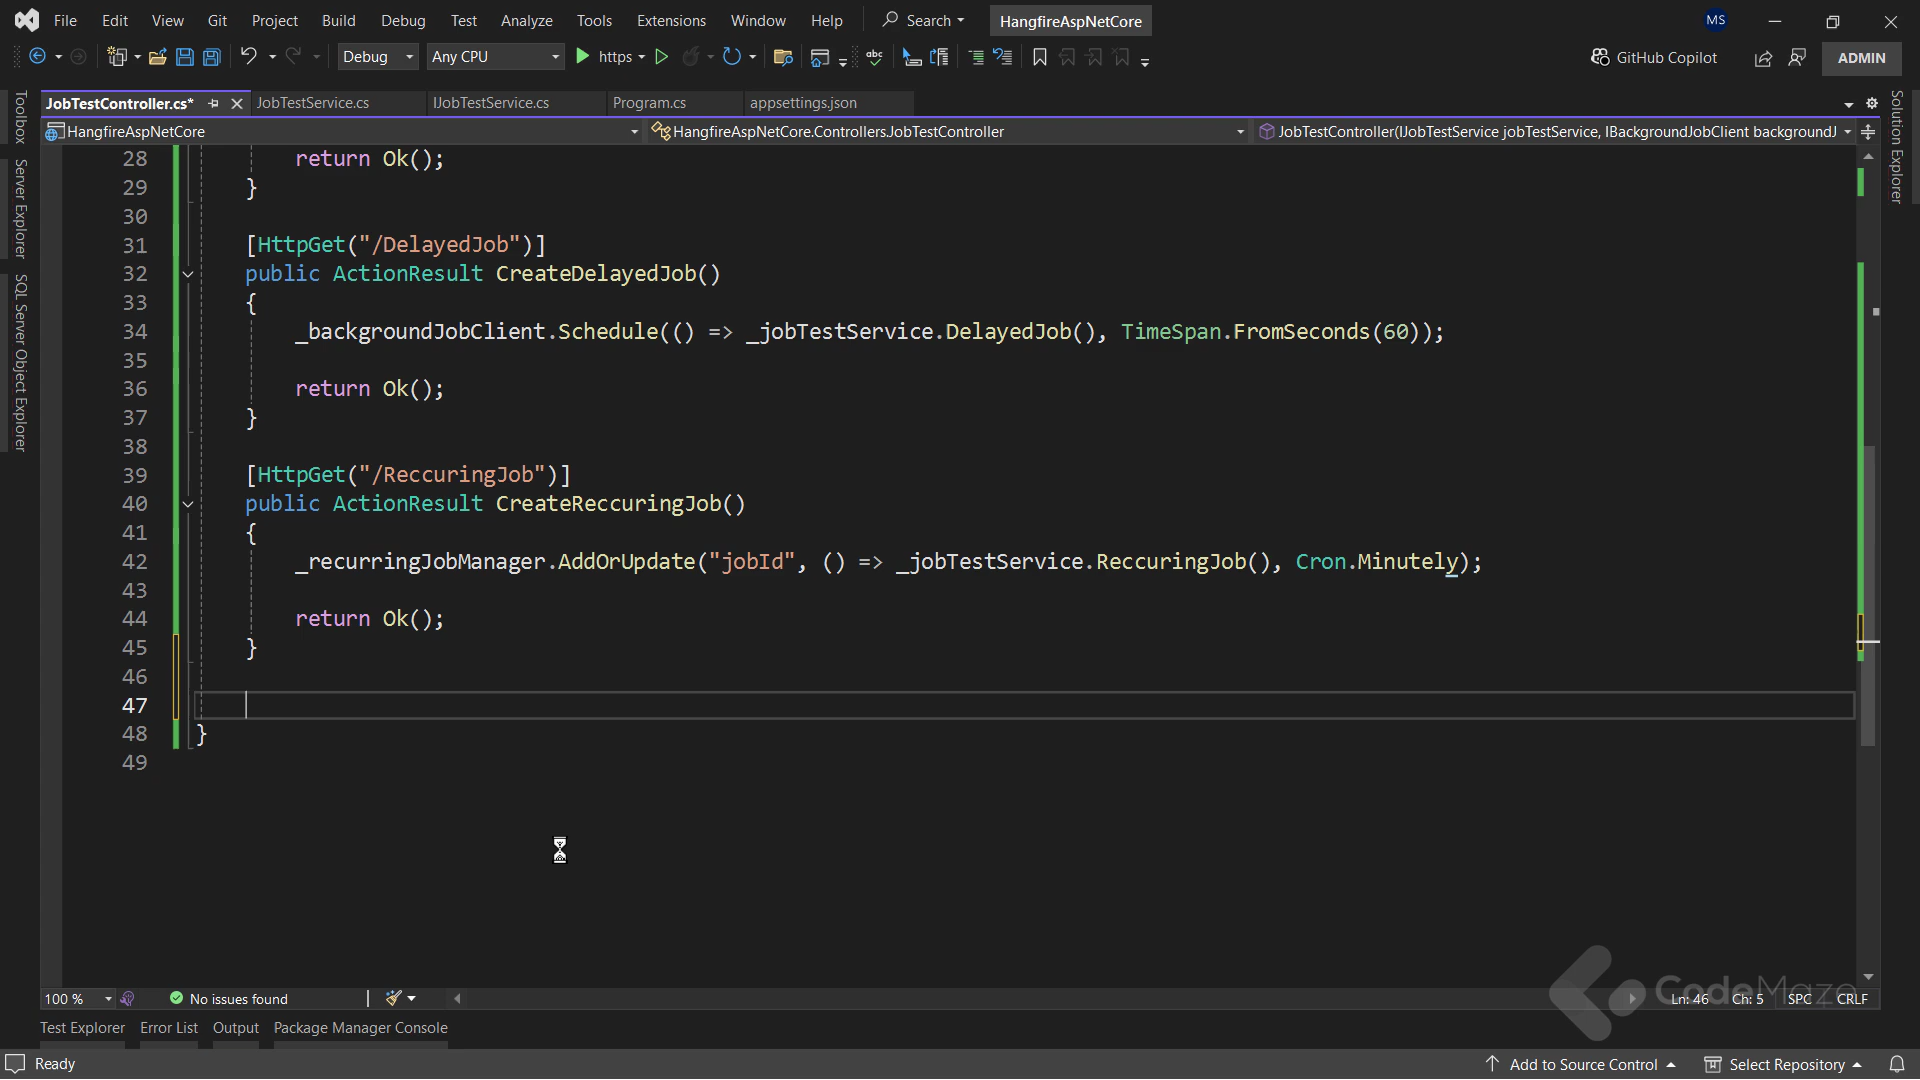 File Edit View Git Project Build Debug Test Analyze Tools Extensions Window Help Search HangfireAspNetCore MS
Debug Any CPU https abc GitHub Copilot ADMIN
JobTestController.cs* JobTestService.cs IJobTestService.cs Program.cs appsettings.json
HangfireAspNetCore HangfireAspNetCore.Controllers.JobTestController JobTestController(IJobTestService jobTestService, IBackgroundJobClient backgroundJ
Toolbox
Server Explorer
SQL Server Object Explorer
Solution Explorer
28 return Ok();
29 }
30
31 [HttpGet("/DelayedJob")]
32 public ActionResult CreateDelayedJob()
33 {
34 _backgroundJobClient.Schedule(() => _jobTestService.DelayedJob(), TimeSpan.FromSeconds(60));
35
36 return Ok();
37 }
38
39 [HttpGet("/ReccuringJob")]
40 public ActionResult CreateReccuringJob()
41 {
42 _recurringJobManager.AddOrUpdate("jobId", () => _jobTestService.ReccuringJob(), Cron.Minutely);
43
44 return Ok();
45 }
46
47
48 }
49
100 % No issues found Ln: 46 Ch: 5 SPC CRLF
CodeMaze
Test Explorer Error List Output Package Manager Console
Ready Add to Source Control Select Repository